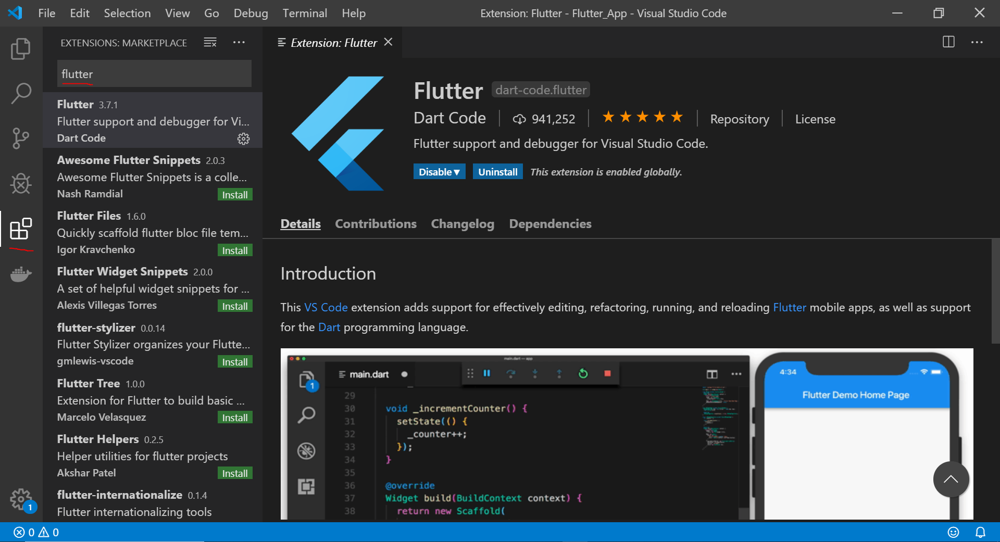 File Edit Selection View Go Debug Terminal Help
Extension: Flutter - Flutter_App - Visual Studio Code
EXTENSIONS: MARKETPLACE
flutter
Flutter 3.7.1
Flutter support and debugger for Vi...
Dart Code
Awesome Flutter Snippets 2.0.3
Awesome Flutter Snippets is a colle...
Nash Ramdial Install
Flutter Files 1.6.0
Quickly scaffold flutter bloc file tem...
Igor Kravchenko Install
Flutter Widget Snippets 2.0.0
A set of helpful widget snippets for ...
Alexis Villegas Torres Install
flutter-stylizer 0.0.14
Flutter Stylizer organizes your Flutte...
gmlewis-vscode Install
Flutter Tree 1.0.0
Extension for Flutter to build basic ...
Marcelo Velasquez Install
Flutter Helpers 0.2.5
Helper utilities for flutter projects
Akshar Patel Install
flutter-internationalize 0.1.4
Flutter internationalizing tools
1
Extension: Flutter
Flutter dart-code.flutter
Dart Code 941,252 Repository License
Flutter support and debugger for Visual Studio Code.
Disable Uninstall This extension is enabled globally.
Details Contributions Changelog Dependencies
Introduction
This VS Code extension adds support for effectively editing, refactoring, running, and reloading Flutter mobile apps, as well as support
for the Dart programming language.
main.dart — app
1
main.dart
29
30 void _incrementCounter() {
31 setState(() {
32 _counter++;
33 });
34 }
35
36 @override
37 Widget build(BuildContext context) {
38 return new Scaffold(
4:34
Flutter Demo Home Page
0 0